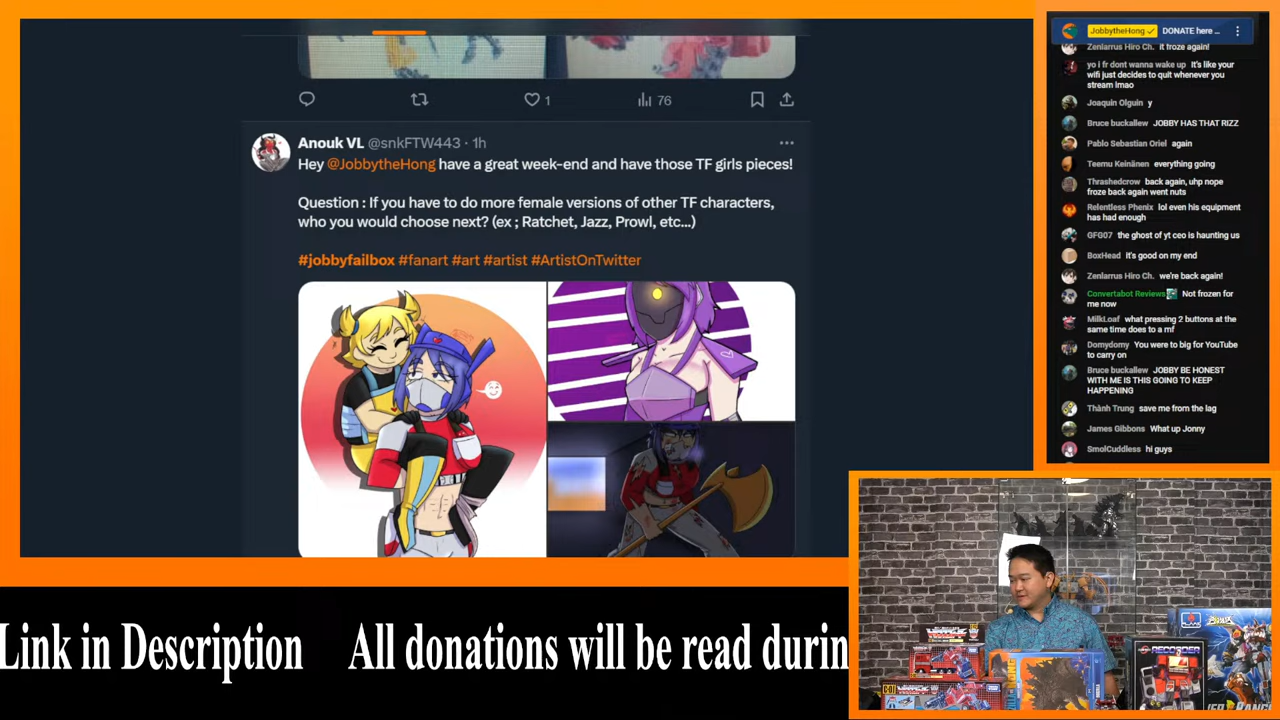 1
76
Anouk VL @snkFTW443 · 1h
Hey @JobbytheHong have a great week-end and have those TF girls pieces!
Question : If you have to do more female versions of other TF characters,
who you would choose next? (ex ; Ratchet, Jazz, Prowl, etc...)
#jobbyfailbox #fanart #art #artist #ArtistOnTwitter
Link in Description All donations will be read durin
JobbytheHong DONATE here ...
Zenlarrus Hiro Ch. it froze again!
yo i fr dont wanna wake up It's like your
wifi just decides to quit whenever you
stream lmao
Joaquin Olguin y
Bruce buckallew JOBBY HAS THAT RIZZ
Pablo Sebastian Oriel again
Teemu Keinänen everything going
Thrashedcrow back again, uhp nope
froze back again went nuts
Relentless Phenix lol even his equipment
has had enough
GFG07 the ghost of yt ceo is haunting us
BoxHead It's good on my end
Zenlarrus Hiro Ch. we're back again!
Convertabot Reviews Not frozen for
me now
MilkLoaf what pressing 2 buttons at the
same time does to a mf
Domydomy You were to big for YouTube
to carry on
Bruce buckallew JOBBY BE HONEST
WITH ME IS THIS GOING TO KEEP
HAPPENING
Thành Trung save me from the lag
James Gibbons What up Jonny
SmolCuddless hi guys
RECORDER